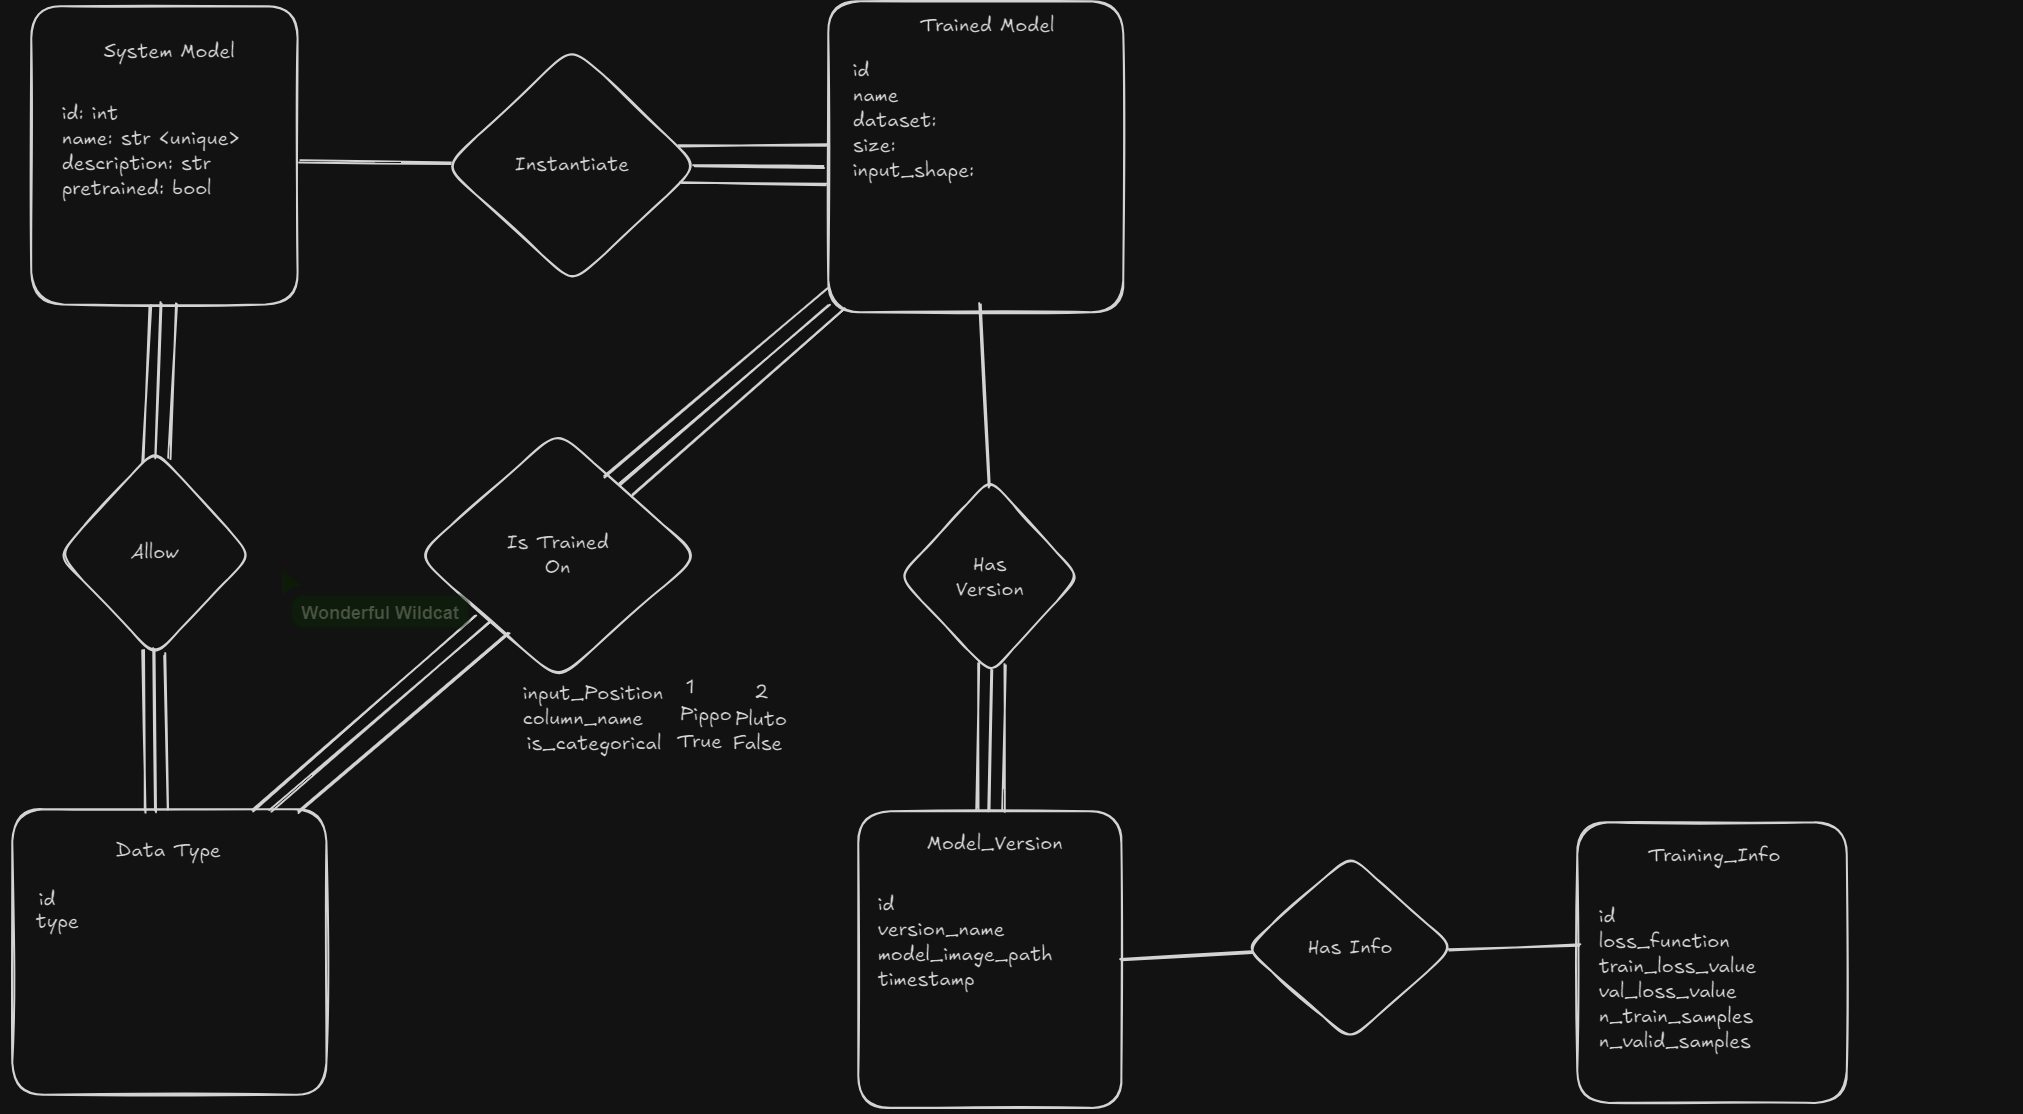 System Model
id: int
name: str <unique>
description: str
pretrained: bool
Instantiate
Trained Model
id
name
dataset:
size:
input_shape:
Allow
Is Trained
On
Has
Version
Wonderful Wildcat
input_Position 1 2
column_name Pippo Pluto
is_categorical True False
Data Type
id
type
Model_Version
id
version_name
model_image_path
timestamp
Has Info
Training_Info
id
loss_function
train_loss_value
val_loss_value
n_train_samples
n_valid_samples